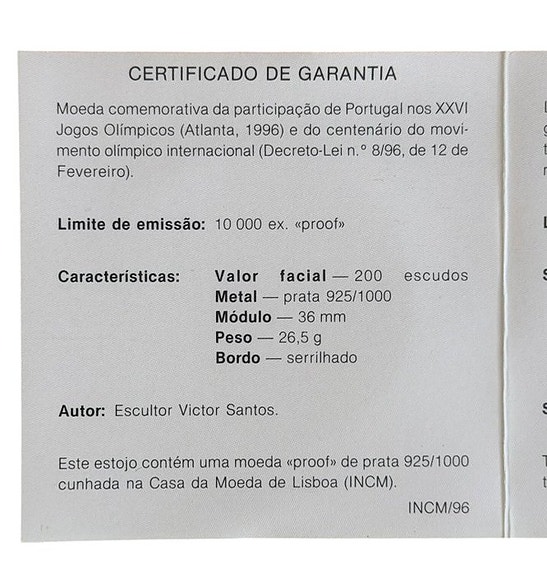 CERTIFICADO DE GARANTIA
Moeda comemorativa da participação de Portugal nos XXVI
Jogos Olímpicos (Atlanta, 1996) e do centenário do movi-
mento olímpico internacional (Decreto-Lei n.° 8/96, de 12 de
Fevereiro).
Limite de emissão: 10 000 ex. «proof»
Características: Valor facial — 200 escudos
Metal — prata 925/1000
Módulo — 36 mm
Peso — 26,5 g
Bordo — serrilhado
Autor: Escultor Victor Santos.
Este estojo contém uma moeda «proof» de prata 925/1000
cunhada na Casa da Moeda de Lisboa (INCM).
INCM/96